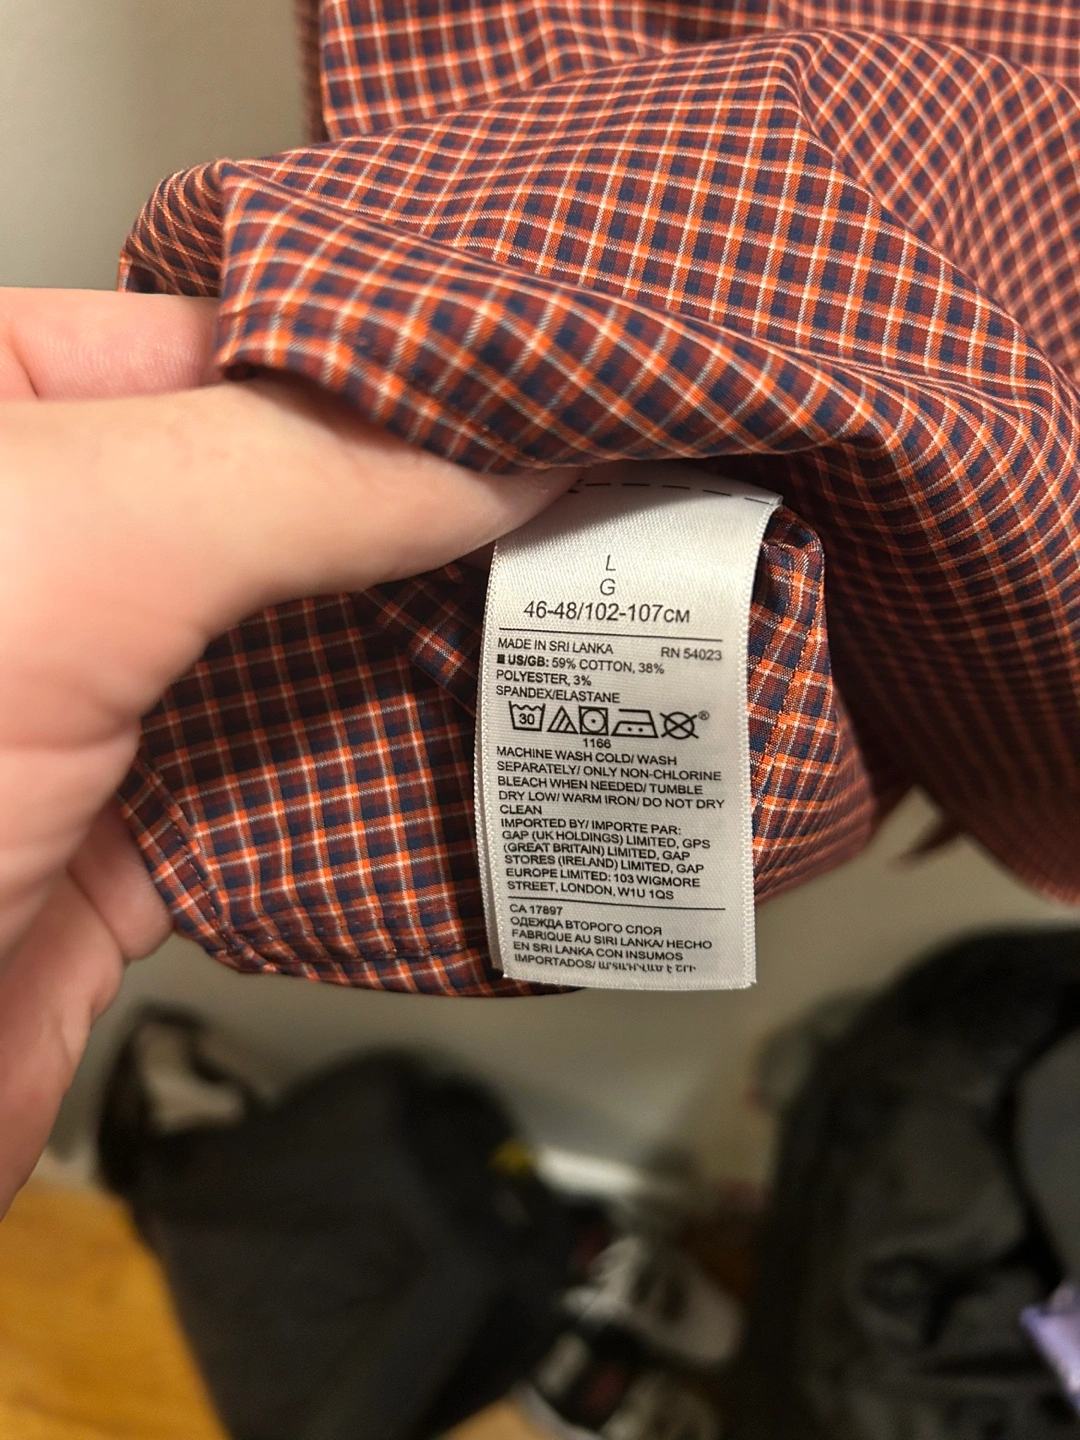 L
G
46-48/102-107CM
MADE IN SRI LANKA RN 54023
US/GB: 59% COTTON, 38%
POLYESTER, 3%
SPANDEX/ELASTANE
30
®
1166
MACHINE WASH COLD/ WASH
SEPARATELY/ ONLY NON-CHLORINE
BLEACH WHEN NEEDED/ TUMBLE
DRY LOW/ WARM IRON/ DO NOT DRY
CLEAN
IMPORTED BY/ IMPORTE PAR:
GAP (UK HOLDINGS) LIMITED, GPS
(GREAT BRITAIN) LIMITED, GAP
STORES (IRELAND) LIMITED, GAP
EUROPE LIMITED: 103 WIGMORE
STREET, LONDON, W1U 1QS
CA 17897
ОДЕЖДА ВТОРОГО СЛОЯ
FABRIQUE AU SIRI LANKA/ HECHO
EN SRI LANKA CON INSUMOS
IMPORTADOS/